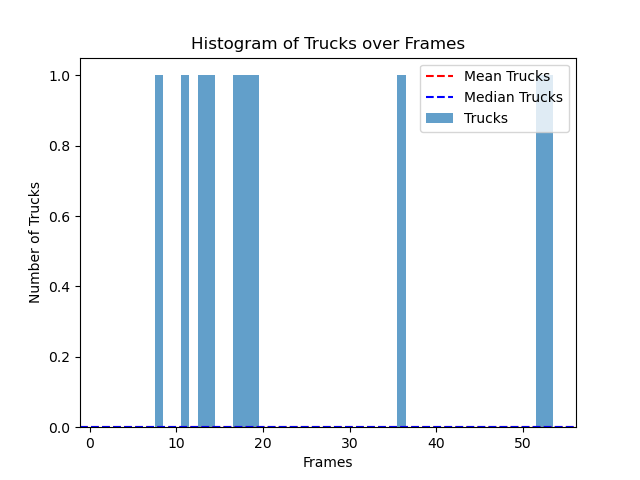 Histogram of Trucks over Frames
Mean Trucks
Median Trucks
Trucks
Number of Trucks
1.0
0.8
0.6
0.4
0.2
0.0
0
10
20
30
40
50
Frames